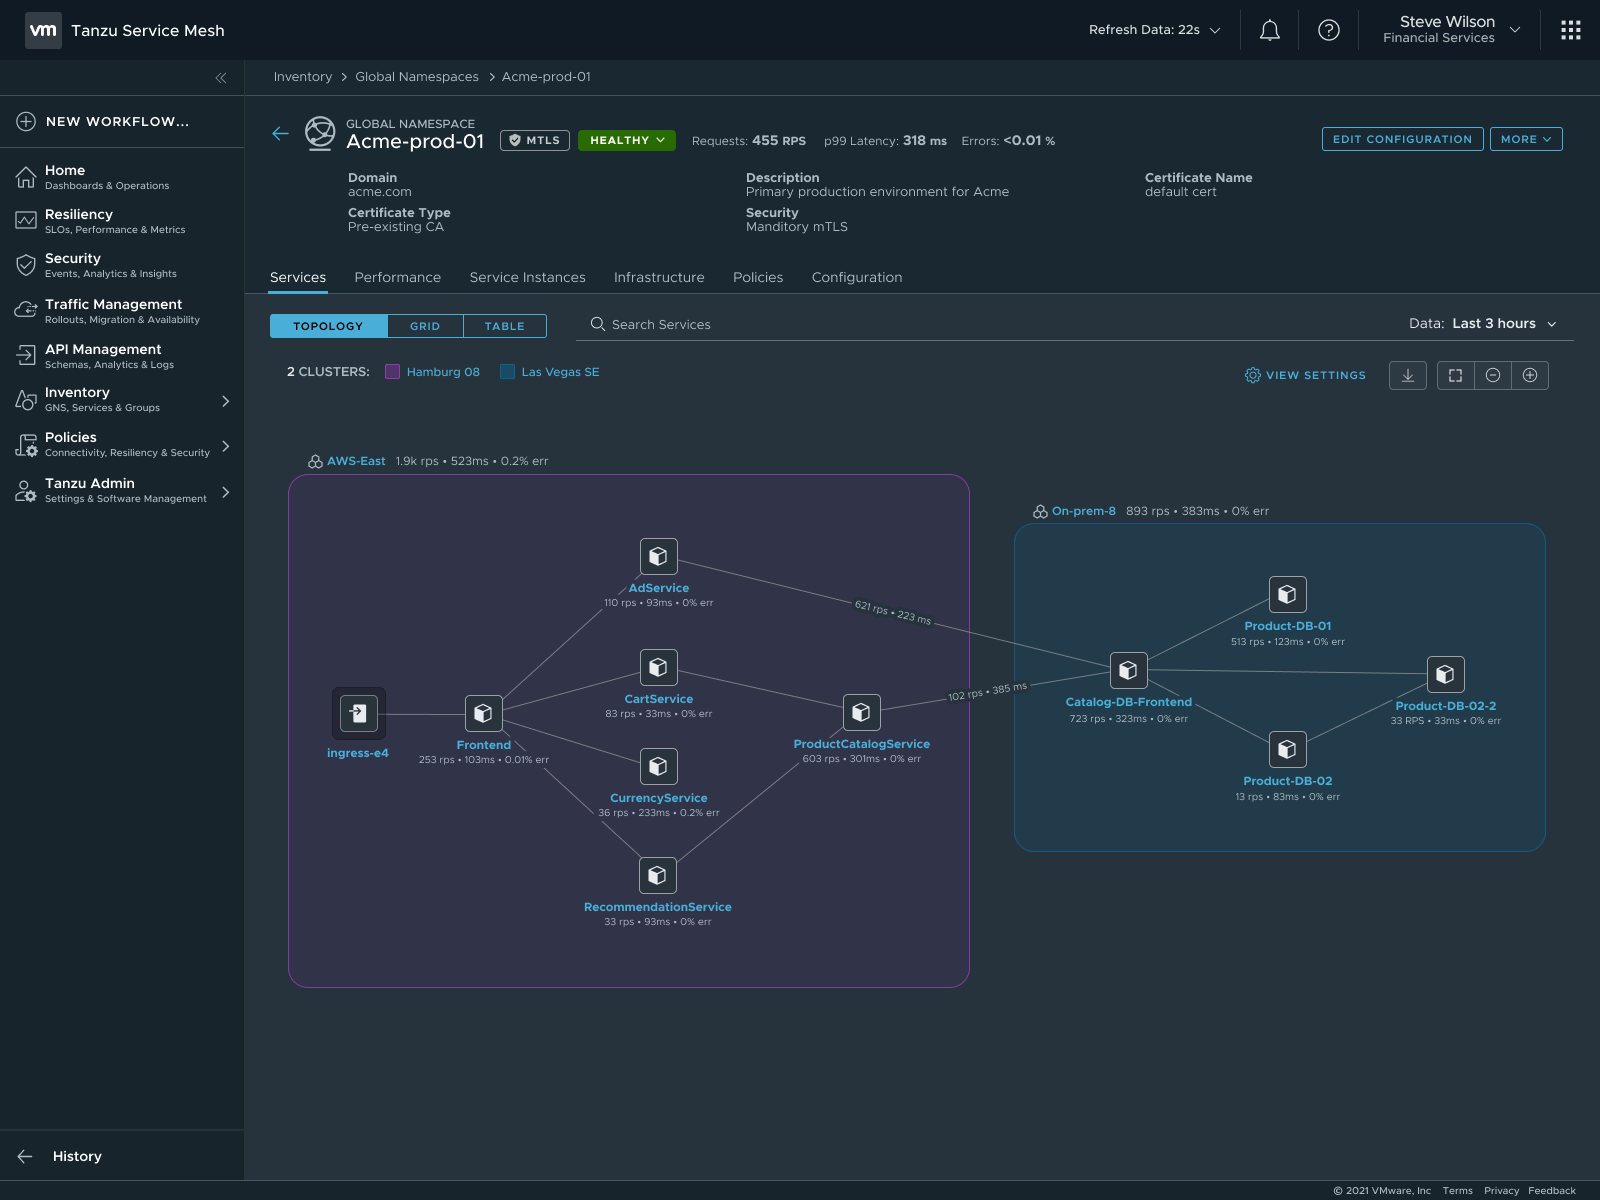 vm Tanzu Service Mesh
Refresh Data: 22s
Steve Wilson
Financial Services
Inventory > Global Namespaces > Acme-prod-01
NEW WORKFLOW...
Home
Dashboards & Operations
Resiliency
SLOs, Performance & Metrics
Security
Events, Analytics & Insights
Traffic Management
Rollouts, Migration & Availability
API Management
Schemas, Analytics & Logs
Inventory
GNS, Services & Groups
Policies
Connectivity, Resiliency & Security
Tanzu Admin
Settings & Software Management
History
GLOBAL NAMESPACE
Acme-prod-01
MTLS
HEALTHY
Requests: 455 RPS
p99 Latency: 318 ms
Errors: <0.01 %
EDIT CONFIGURATION
MORE
Domain
acme.com
Description
Primary production environment for Acme
Certificate Name
default cert
Certificate Type
Pre-existing CA
Security
Manditory mTLS
Services
Performance
Service Instances
Infrastructure
Policies
Configuration
TOPOLOGY
GRID
TABLE
Search Services
Data: Last 3 hours
2 CLUSTERS:
Hamburg 08
Las Vegas SE
VIEW SETTINGS
AWS-East 1.9k rps • 523ms • 0.2% err
On-prem-8 893 rps • 383ms • 0% err
AdService
110 rps • 93ms • 0% err
621 rps • 223 ms
Product-DB-01
513 rps • 123ms • 0% err
CartService
83 rps • 33ms • 0% err
102 rps • 385 ms
Catalog-DB-Frontend
723 rps • 323ms • 0% err
Product-DB-02-2
33 RPS • 33ms • 0% err
ingress-e4
Frontend
253 rps • 103ms • 0.01% err
ProductCatalogService
603 rps • 301ms • 0% err
CurrencyService
36 rps • 233ms • 0.2% err
Product-DB-02
13 rps • 83ms • 0% err
RecommendationService
33 rps • 93ms • 0% err
© 2021 VMware, Inc Terms Privacy Feedback